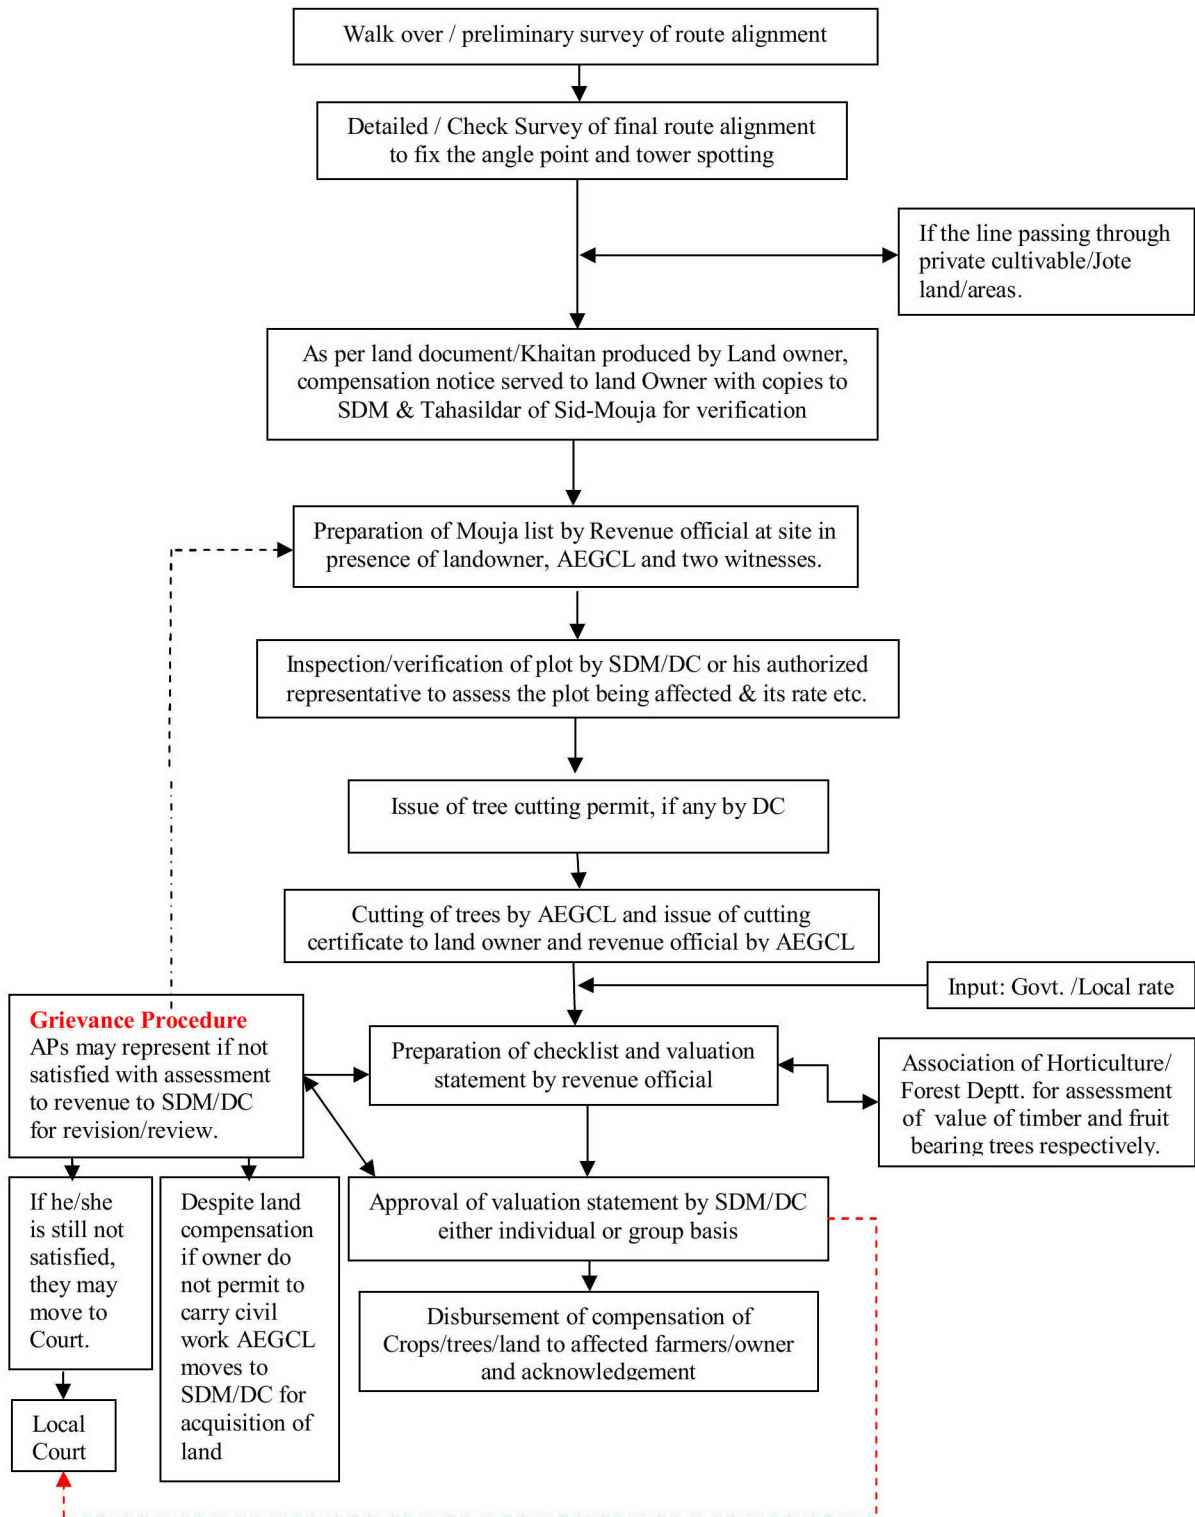 Walk over / preliminary survey of route alignment
Detailed / Check Survey of final route alignment
to fix the angle point and tower spotting
If the line passing through
private cultivable/Jote
land/areas.
As per land document/Khaitan produced by Land owner,
compensation notice served to land Owner with copies to
SDM & Tahasildar of Sid-Mouja for verification
Preparation of Mouja list by Revenue official at site in
presence of landowner, AEGCL and two witnesses.
Inspection/verification of plot by SDM/DC or his authorized
representative to assess the plot being affected & its rate etc.
Issue of tree cutting permit, if any by DC
Cutting of trees by AEGCL and issue of cutting
certificate to land owner and revenue official by AEGCL
Input: Govt. /Local rate
Grievance Procedure
APs may represent if not
satisfied with assessment
to revenue to SDM/DC
for revision/review.
Preparation of checklist and valuation
statement by revenue official
Association of Horticulture/
Forest Deptt. for assessment
of value of timber and fruit
bearing trees respectively.
If he/she
is still not
satisfied,
they may
move to
Court.
Despite land
compensation
if owner do
not permit to
carry civil
work AEGCL
moves to
SDM/DC for
acquisition of
land
Approval of valuation statement by SDM/DC
either individual or group basis
Disbursement of compensation of
Crops/trees/land to affected farmers/owner
and acknowledgement
Local
Court